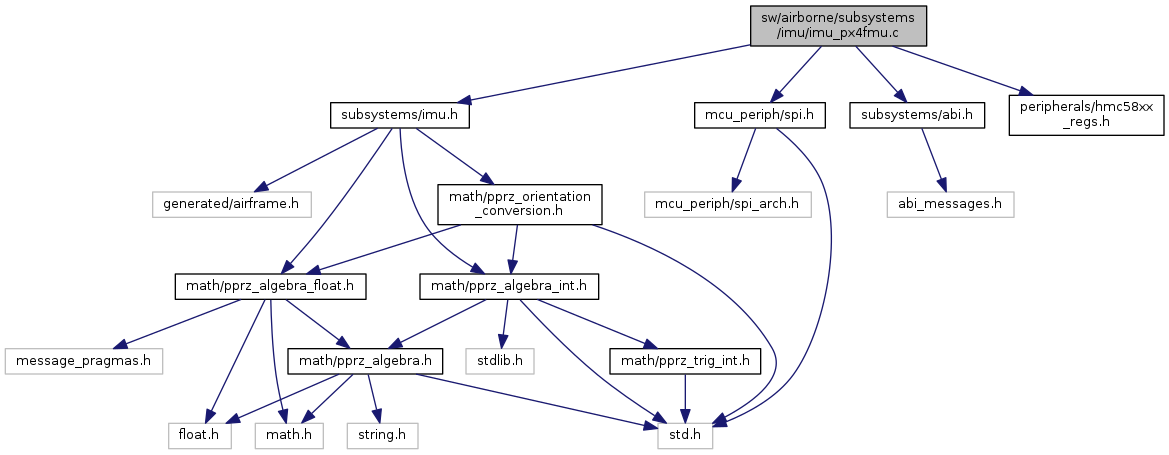 sw/airborne/subsystems
/imu/imu_px4fmu.c
subsystems/imu.h
mcu_periph/spi.h
subsystems/abi.h
peripherals/hmc58xx
_regs.h
generated/airframe.h
math/pprz_orientation
_conversion.h
mcu_periph/spi_arch.h
abi_messages.h
math/pprz_algebra_float.h
math/pprz_algebra_int.h
message_pragmas.h
math/pprz_algebra.h
stdlib.h
math/pprz_trig_int.h
float.h
math.h
string.h
std.h